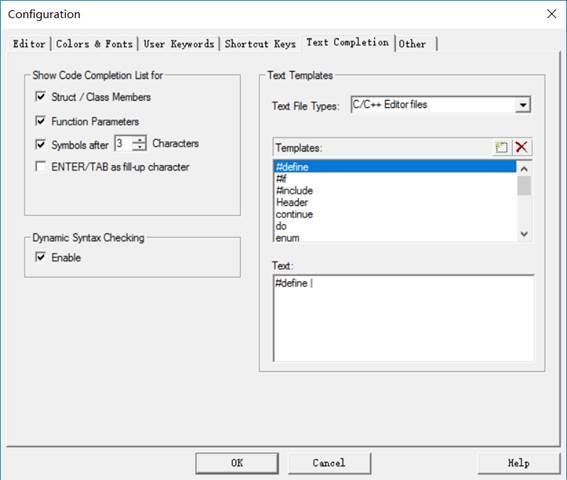 Configuration
Editor Colors & Fonts User Keywords Shortcut Keys Text Completion Other
Show Code Completion List for
Struct / Class Members
Function Parameters
Symbols after 3 Characters
ENTER/TAB as fill-up character
Dynamic Syntax Checking
Enable
Text Templates
Text File Types: C/C++ Editor files
Templates:
#define
#if
#include
Header
continue
do
enum
Text:
#define |
OK Cancel Help